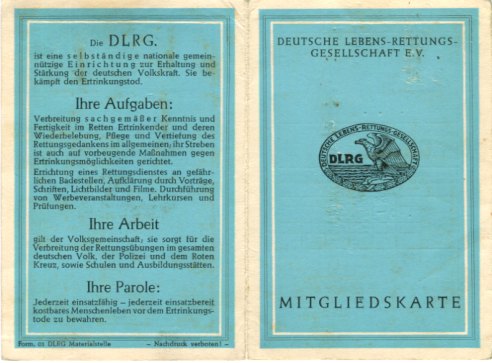 Die DLRG.
ist eine selbständige nationale gemein-
nützige Einrichtung zur Erhaltung und
Stärkung der deutschen Volkskraft. Sie be-
kämpft den Ertrinkungstod.
Ihre Aufgaben:
Verbreitung sachgemäßer Kenntnis und
Fertigkeit im Retten Ertrinkender und deren
Wiederbelebung, Pflege und Vertiefung des
Rettungsgedankens im allgemeinen; ihr Streben
ist auch auf vorbeugende Maßnahmen gegen
Ertrinkungsmöglichkeiten gerichtet.
Errichtung eines Rettungsdienstes an gefähr-
lichen Badestellen, Aufklärung durch Vorträge,
Schriften, Lichtbilder und Filme. Durchführung
von Werbeveranstaltungen, Lehrkursen und
Prüfungen.
Ihre Arbeit
gilt der Volksgemeinschaft; sie sorgt für die
Verbreitung der Rettungsübungen im gesamten
deutschen Volk, der Polizei und dem Roten
Kreuz, sowie Schulen und Ausbildungsstätten.
Ihre Parole:
Jederzeit einsatzfähig – jederzeit einsatzbereit
kostbares Menschenleben vor dem Ertrinkungs-
tode zu bewahren.
Form. 03 DLRG Materialstelle – Nachdruck verboten! –
DEUTSCHE LEBENS-RETTUNGS-
GESELLSCHAFT E.V.
DEUTSCHE LEBENS-RETTUNGS-GESELLSCHAFT
DLRG
MITGLIEDSKARTE